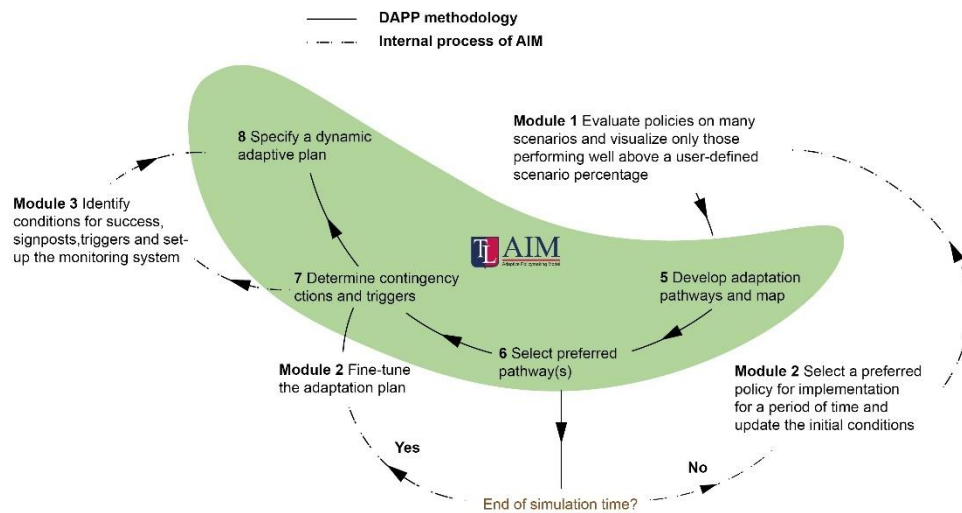 DAPP methodology
Internal process of AIM
Module 1 Evaluate policies on many
scenarios and visualize only those
performing well above a user-defined
scenario percentage
8 Specify a dynamic
adaptive plan
Module 3 Identify
conditions for success,
signposts,triggers and set-
up the monitoring system
TL AIM
Adaptive Policymaking Model
7 Determine contingency
ctions and triggers
5 Develop adaptation
pathways and map
6 Select preferred
pathway(s)
Module 2 Fine-tune
the adaptation plan
Module 2 Select a preferred
policy for implementation
for a period of time and
update the initial conditions
Yes
No
End of simulation time?